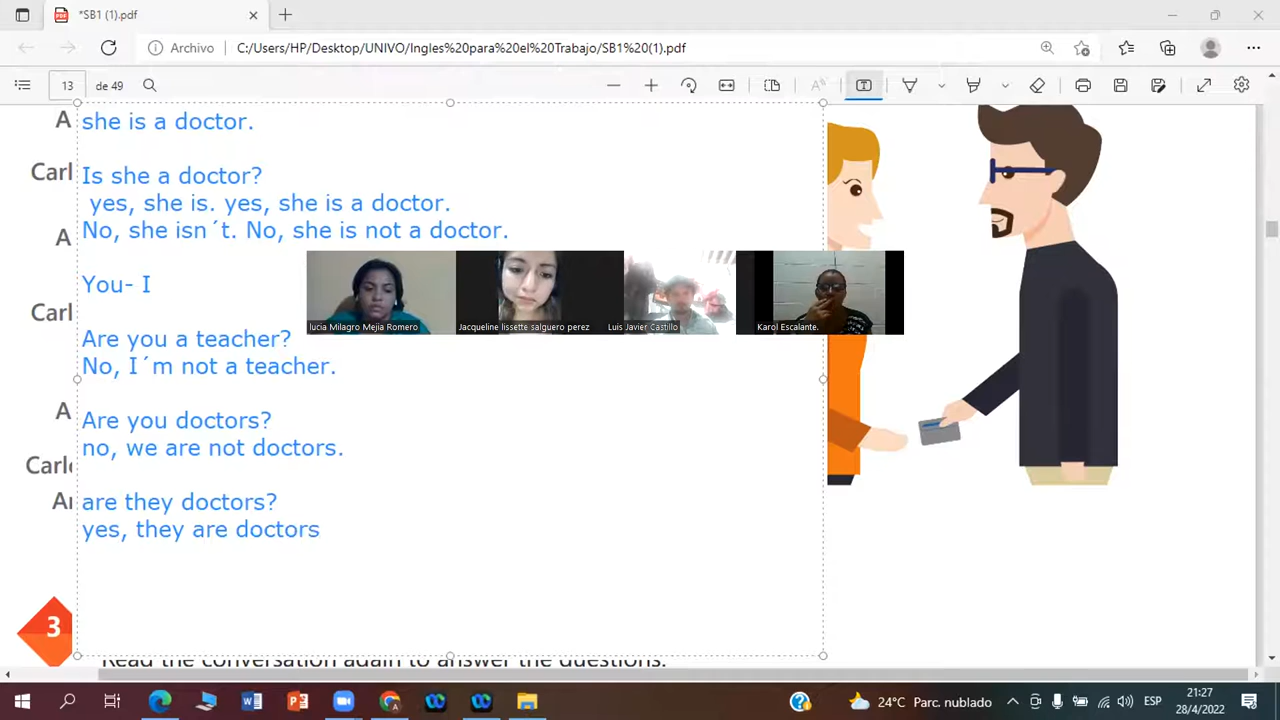 *SB1 (1).pdf
Archivo
C:/Users/HP/Desktop/UNIVO/Ingles%20para%20el%20Trabajo/SB1%20(1).pdf
13
de 49
A
she is a doctor.
Carl
Is she a doctor?
yes, she is. yes, she is a doctor.
A
No, she isn´t. No, she is not a doctor.
You- I
Carl
lucia Milagro Mejia Romero
Jacqueline lissette salguero perez
Luis Javier Castillo
Karol Escalante.
Are you a teacher?
No, I´m not a teacher.
A
Are you doctors?
no, we are not doctors.
Carl
are they doctors?
yes, they are doctors
3
Read the conversation again to answer the questions.
24°C Parc. nublado
ESP
21:27
28/4/2022